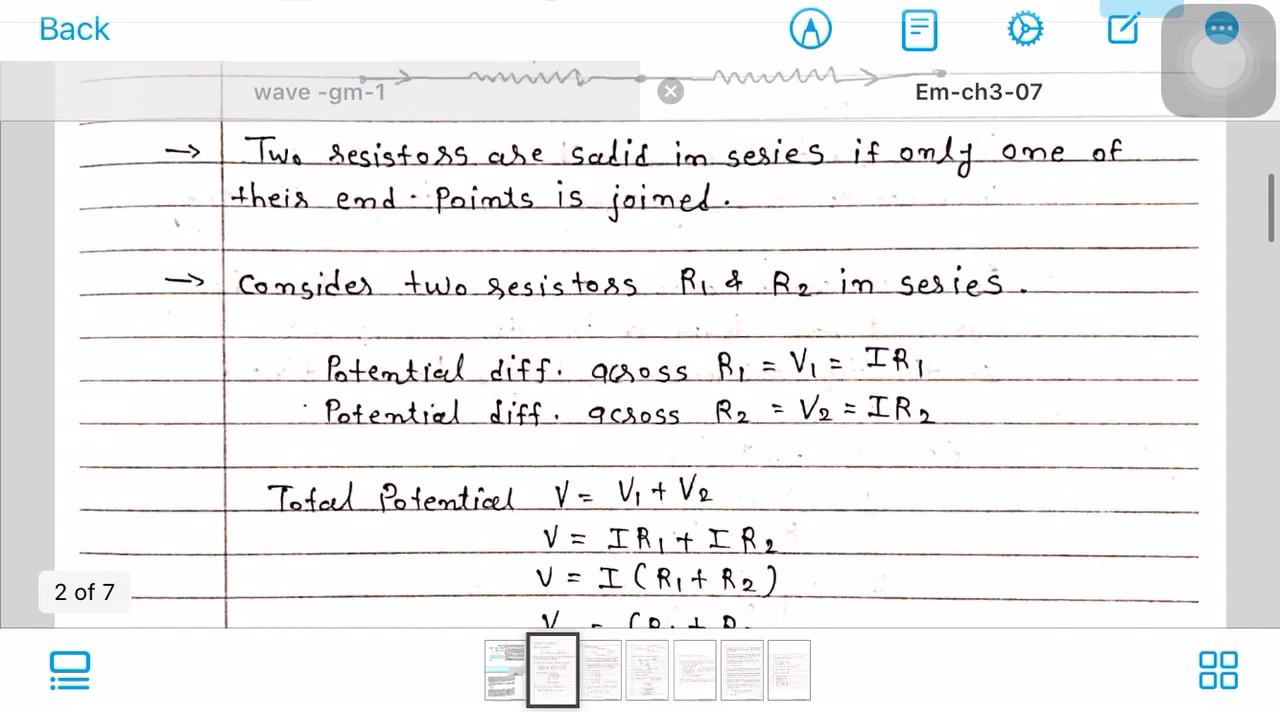 Back
wave -gm-1
Em-ch3-07
→ Two resistors are sadid in series if only one of
their end. Points is joined.
→ Consider two resistors R₁ & R₂ in series.
Potential diff. across R₁ = V₁ = IR₁
Potential diff. across R₂ = V₂ = IR₂
Total Potential V = V₁ + V₂
V = IR₁ + IR₂
V = I (R₁ + R₂)
2 of 7